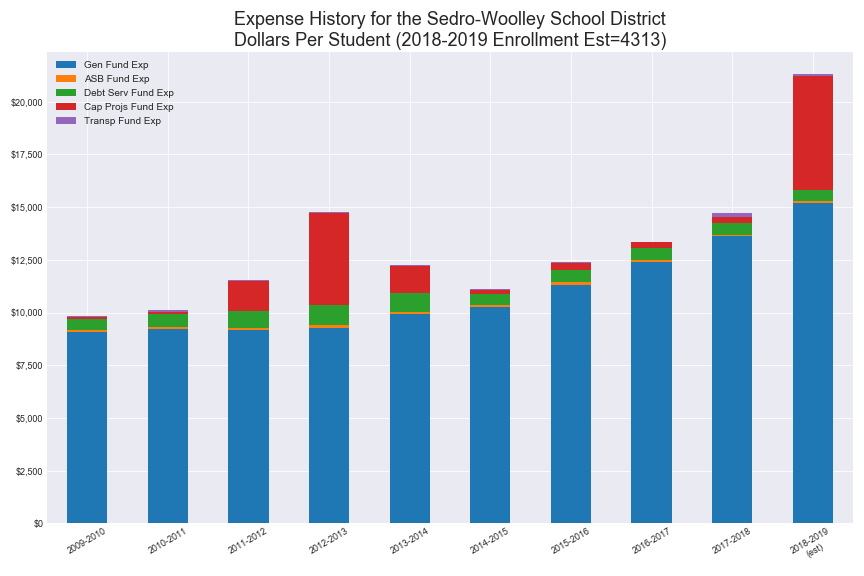 Expense History for the Sedro-Woolley School District
Dollars Per Student (2018-2019 Enrollment Est=4313)
Gen Fund Exp
ASB Fund Exp
Debt Serv Fund Exp
Cap Projs Fund Exp
Transp Fund Exp
$20,000
$17,500
$15,000
$12,500
$10,000
$7,500
$5,000
$2,500
$0
2009-2010
2010-2011
2011-2012
2012-2013
2013-2014
2014-2015
2015-2016
2016-2017
2017-2018
2018-2019
(est)